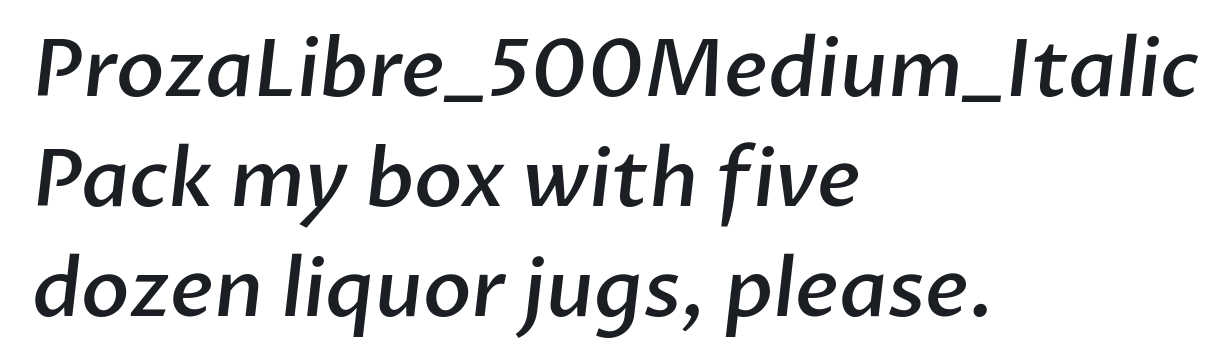 ProzaLibre_500Medium_Italic
Pack my box with five
dozen liquor jugs, please.